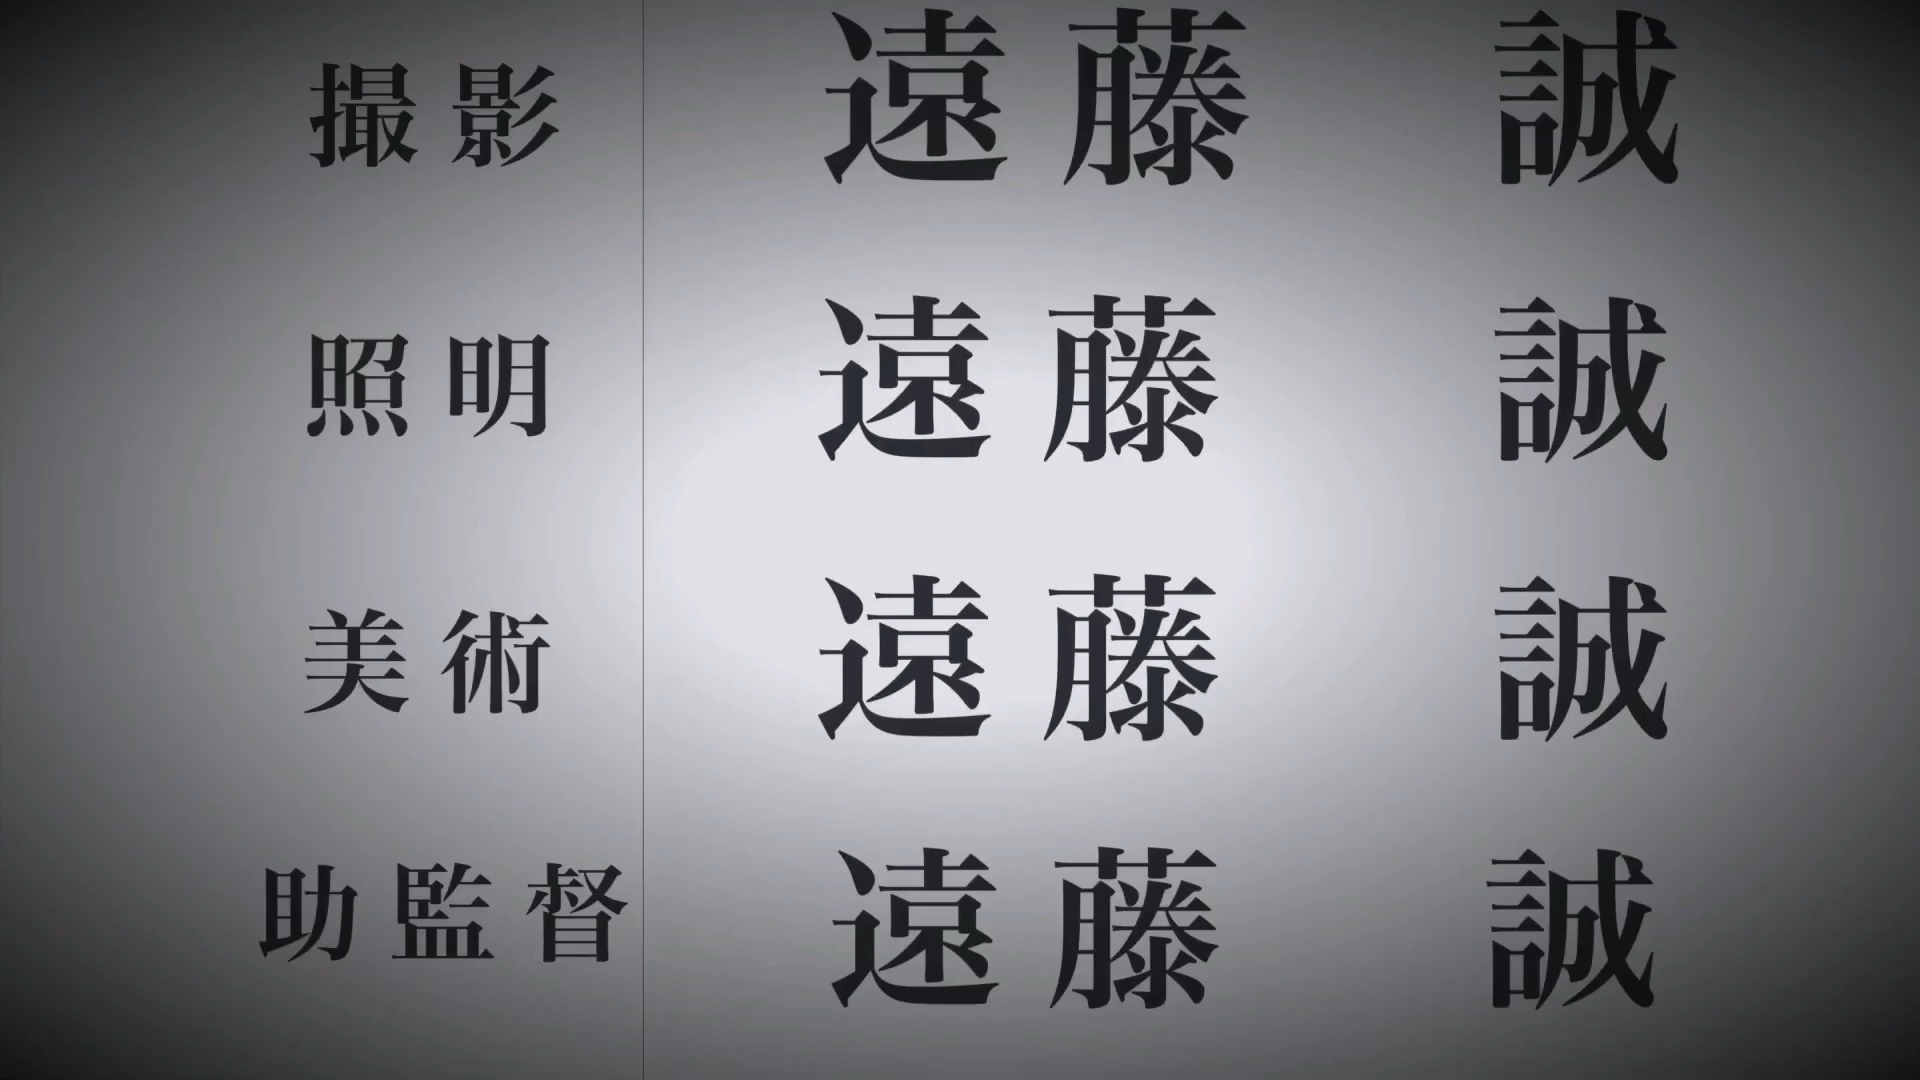 撮影 遠藤 誠
照明 遠藤 誠
美術 遠藤 誠
助監督 遠藤 誠